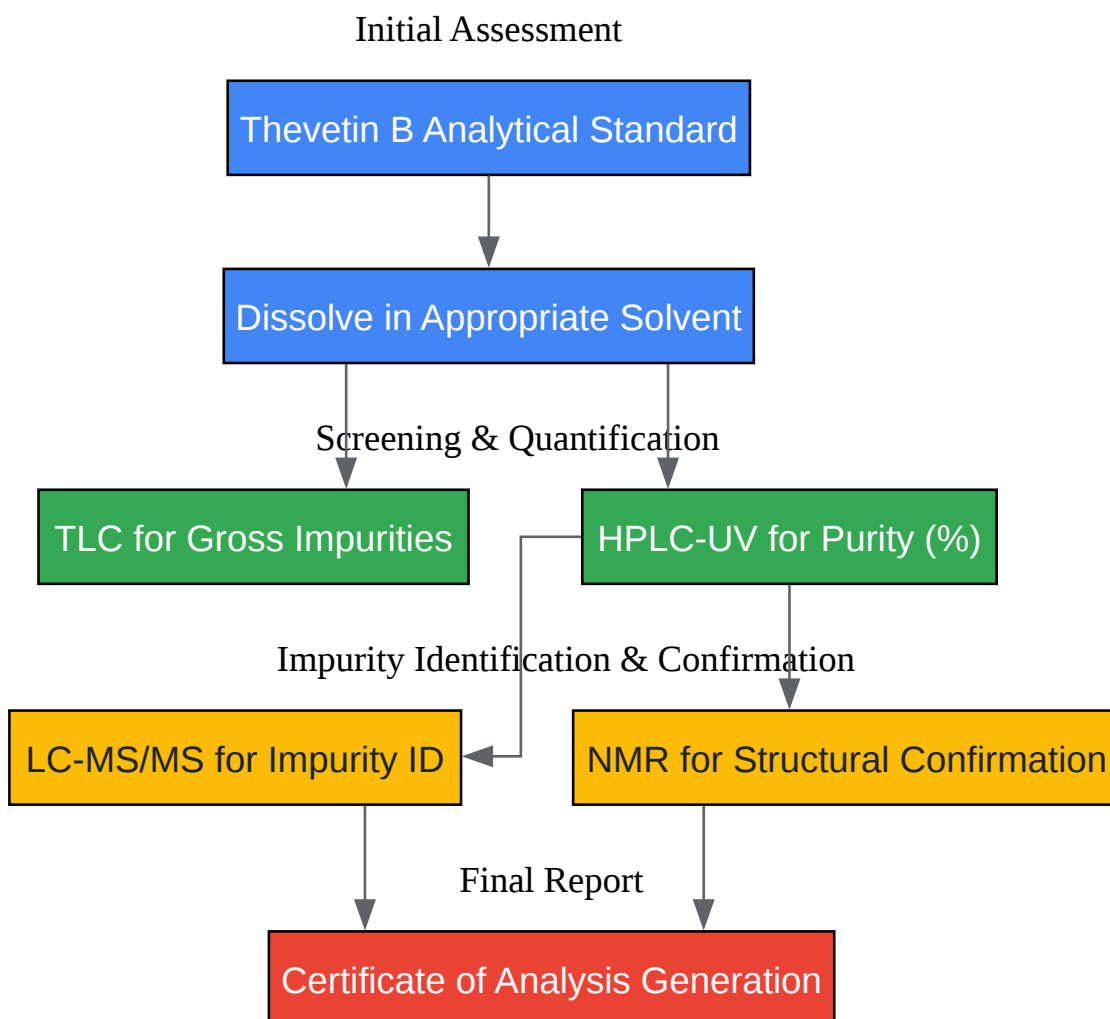 Initial Assessment
Thevetin B Analytical Standard
Dissolve in Appropriate Solvent
Screening & Quantification
TLC for Gross Impurities
HPLC-UV for Purity (%)
Impurity Identification & Confirmation
LC-MS/MS for Impurity ID
NMR for Structural Confirmation
Final Report
Certificate of Analysis Generation